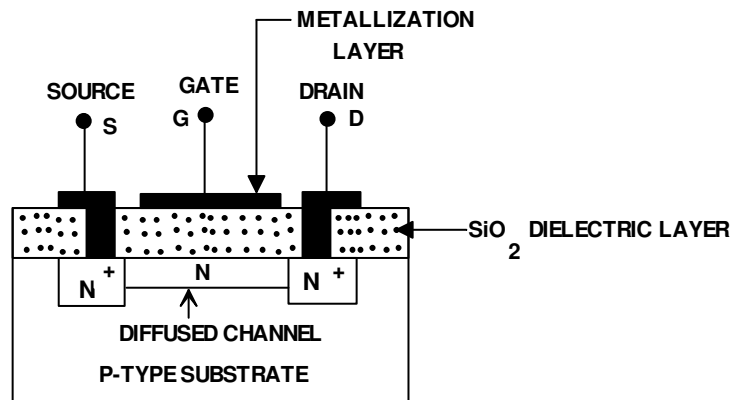 METALLIZATION
LAYER
SOURCE
GATE
DRAIN
S
G
D
SiO2 DIELECTRIC LAYER
N+
N
N+
DIFFUSED CHANNEL
P-TYPE SUBSTRATE